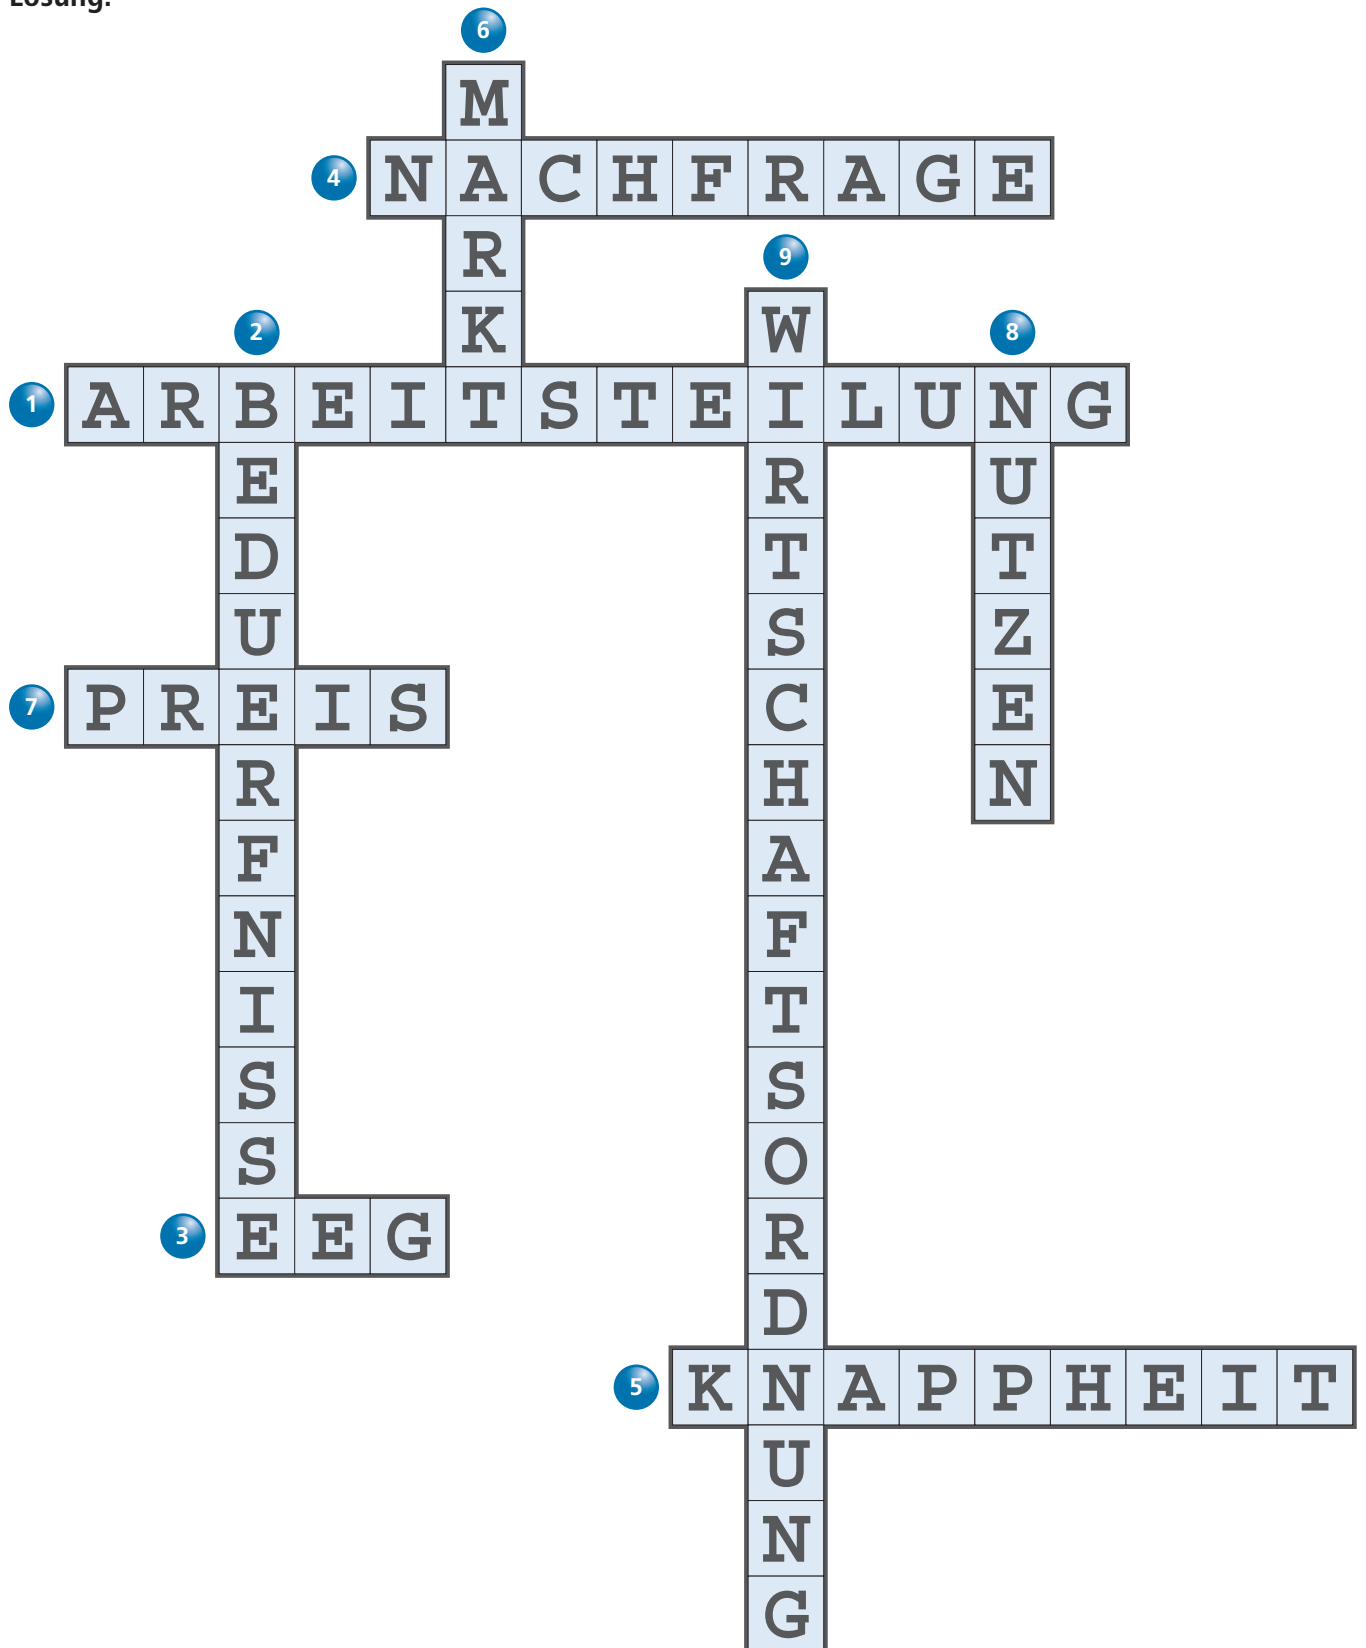 Lösung:
6
M
4 NACHFRAGE
R
9
K
W
2
8
1 ARBEITSTEILUNG
E
R
U
D
T
T
U
S
Z
7 PREIS
C
E
R
H
N
F
A
N
F
I
T
S
S
S
O
3 EEG
R
D
5 KNAPPHEIT
U
N
G